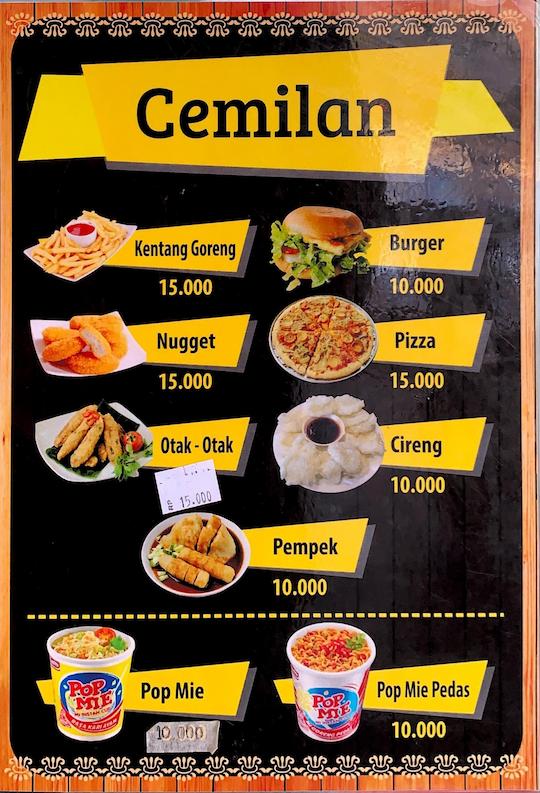 Cemilan
Kentang Goreng
15.000
Burger
10.000
Nugget
15.000
Pizza
15.000
Otak - Otak
RP 15.000
Cireng
10.000
Pempek
10.000
POP
MIE
Pop Mie
10.000
POP
MIE
Pop Mie Pedas
10.000